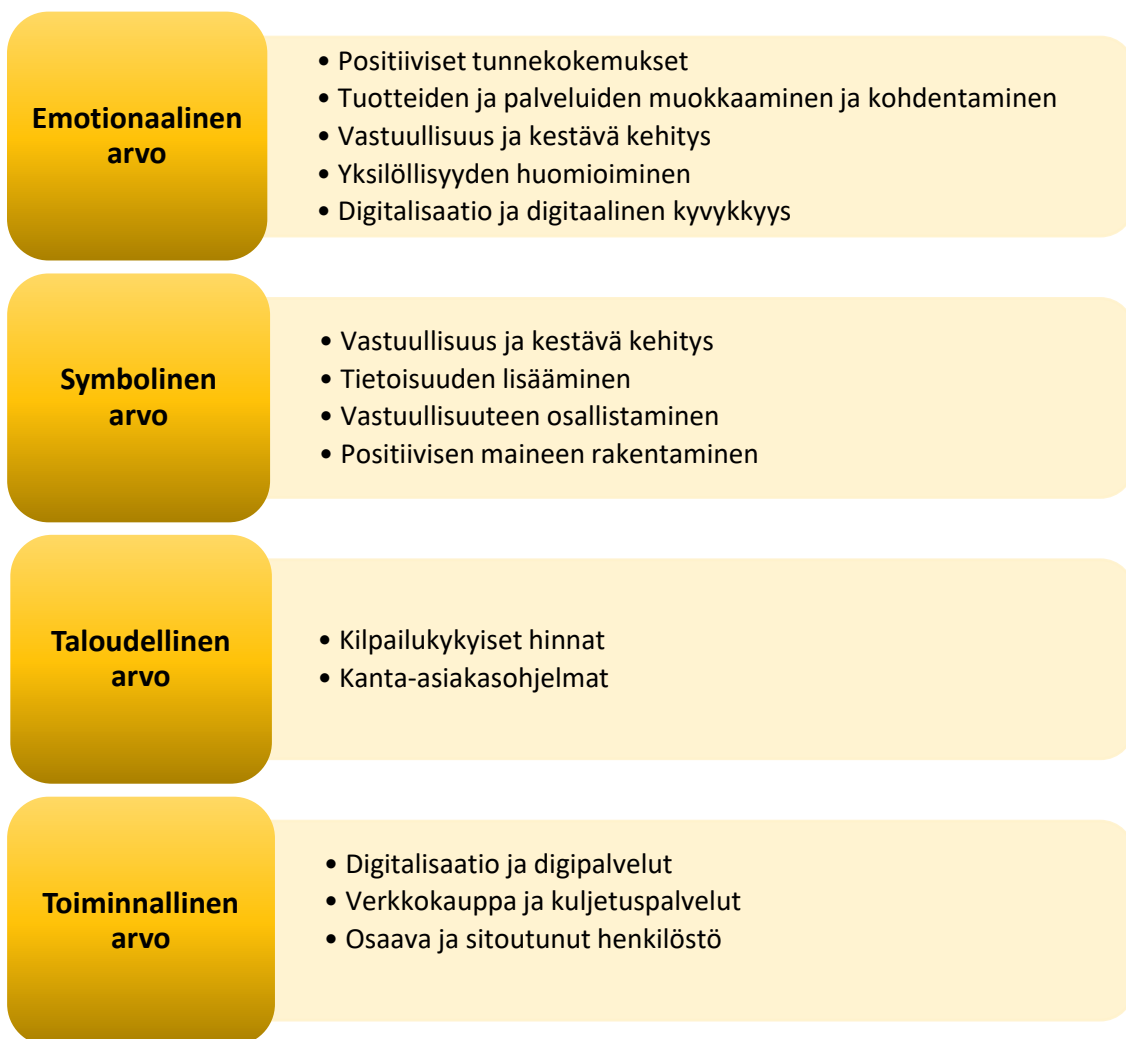 Emotionaalinen
arvo
• Positiiviset tunnekokemukset
• Tuotteiden ja palveluiden muokkaaminen ja kohdentaminen
• Vastuullisuus ja kestävä kehitys
• Yksilöllisyyden huomioiminen
• Digitalisaatio ja digitaalinen kyvykkyys
Symbolinen
arvo
• Vastuullisuus ja kestävä kehitys
• Tietoisuuden lisääminen
• Vastuullisuuteen osallistaminen
• Positiivisen maineen rakentaminen
Taloudellinen
arvo
• Kilpailukykyiset hinnat
• Kanta-asiakasohjelmat
Toiminnallinen
arvo
• Digitalisaatio ja digipalvelut
• Verkkokauppa ja kuljetuspalvelut
• Osaava ja sitoutunut henkilöstö